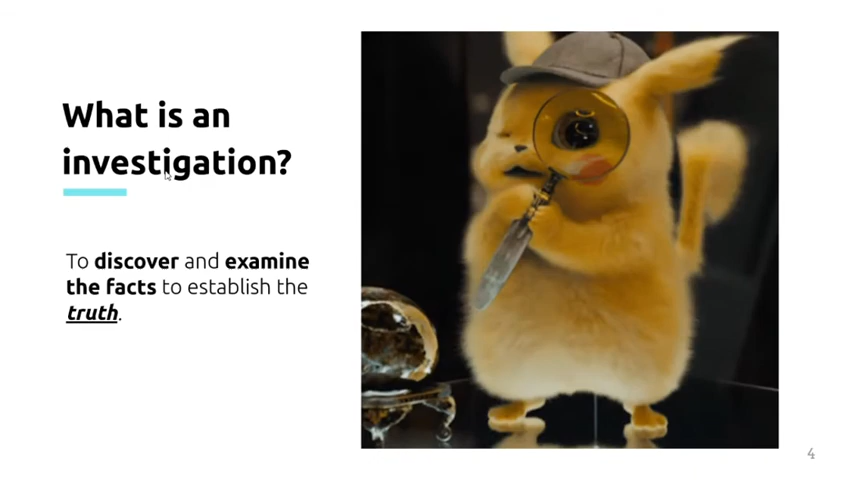 What is an
investigation?
To discover and examine
the facts to establish the
truth.
4